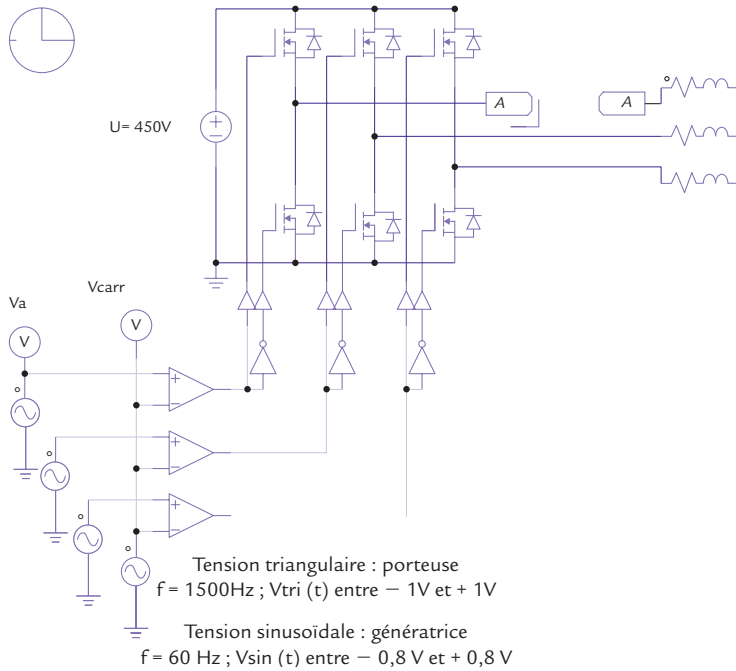 U= 450V
A
A
Va
Vcarr
V
V
Tension triangulaire : porteuse
f = 1500Hz ; Vtri (t) entre − 1V et + 1V
Tension sinusoïdale : génératrice
f = 60 Hz ; Vsin (t) entre − 0,8 V et + 0,8 V